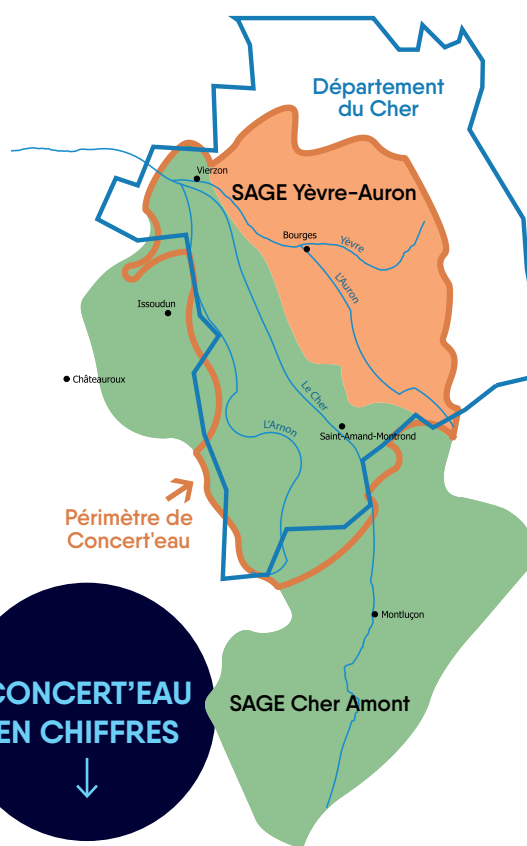 Département
du Cher
Vierzon
SAGE Yèvre-Auron
Bourges
Yèvre
L'Auron
Issoudun
Châteauroux
Le Cher
L'Arnon
Saint-Amand-Montrond
Périmètre de
Concert'eau
Montluçon
CONCERT'EAU
EN CHIFFRES
SAGE Cher Amont